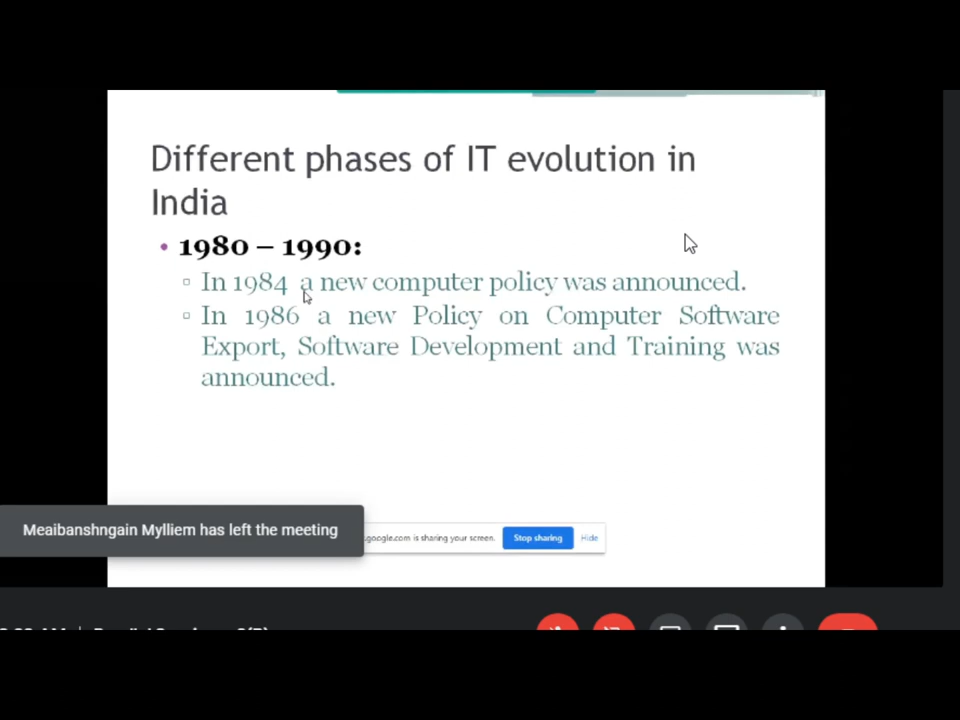 Different phases of IT evolution in
India
1980 – 1990:
In 1984 a new computer policy was announced.
In 1986 a new Policy on Computer Software
Export, Software Development and Training was
announced.
Meaibanshngain Mylliem has left the meeting
.google.com is sharing your screen.
Stop sharing
Hide